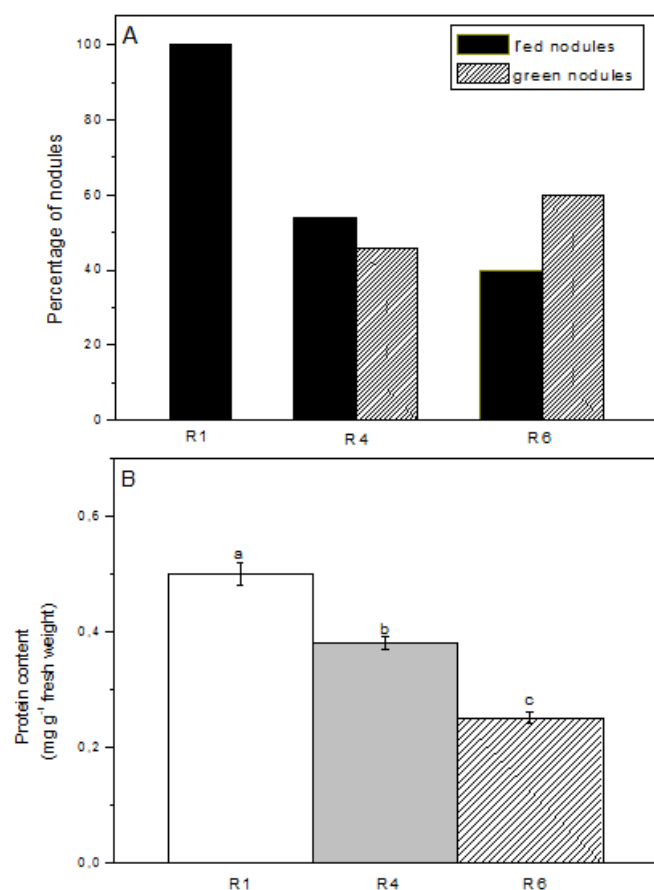 A
red nodules
green nodules
Percentage of nodules
100
80
60
40
20
0
R1
R4
R6
B
Protein content
(mg g⁻¹ fresh weight)
0,6
0,4
0,2
0,0
a
b
c
R1
R4
R6